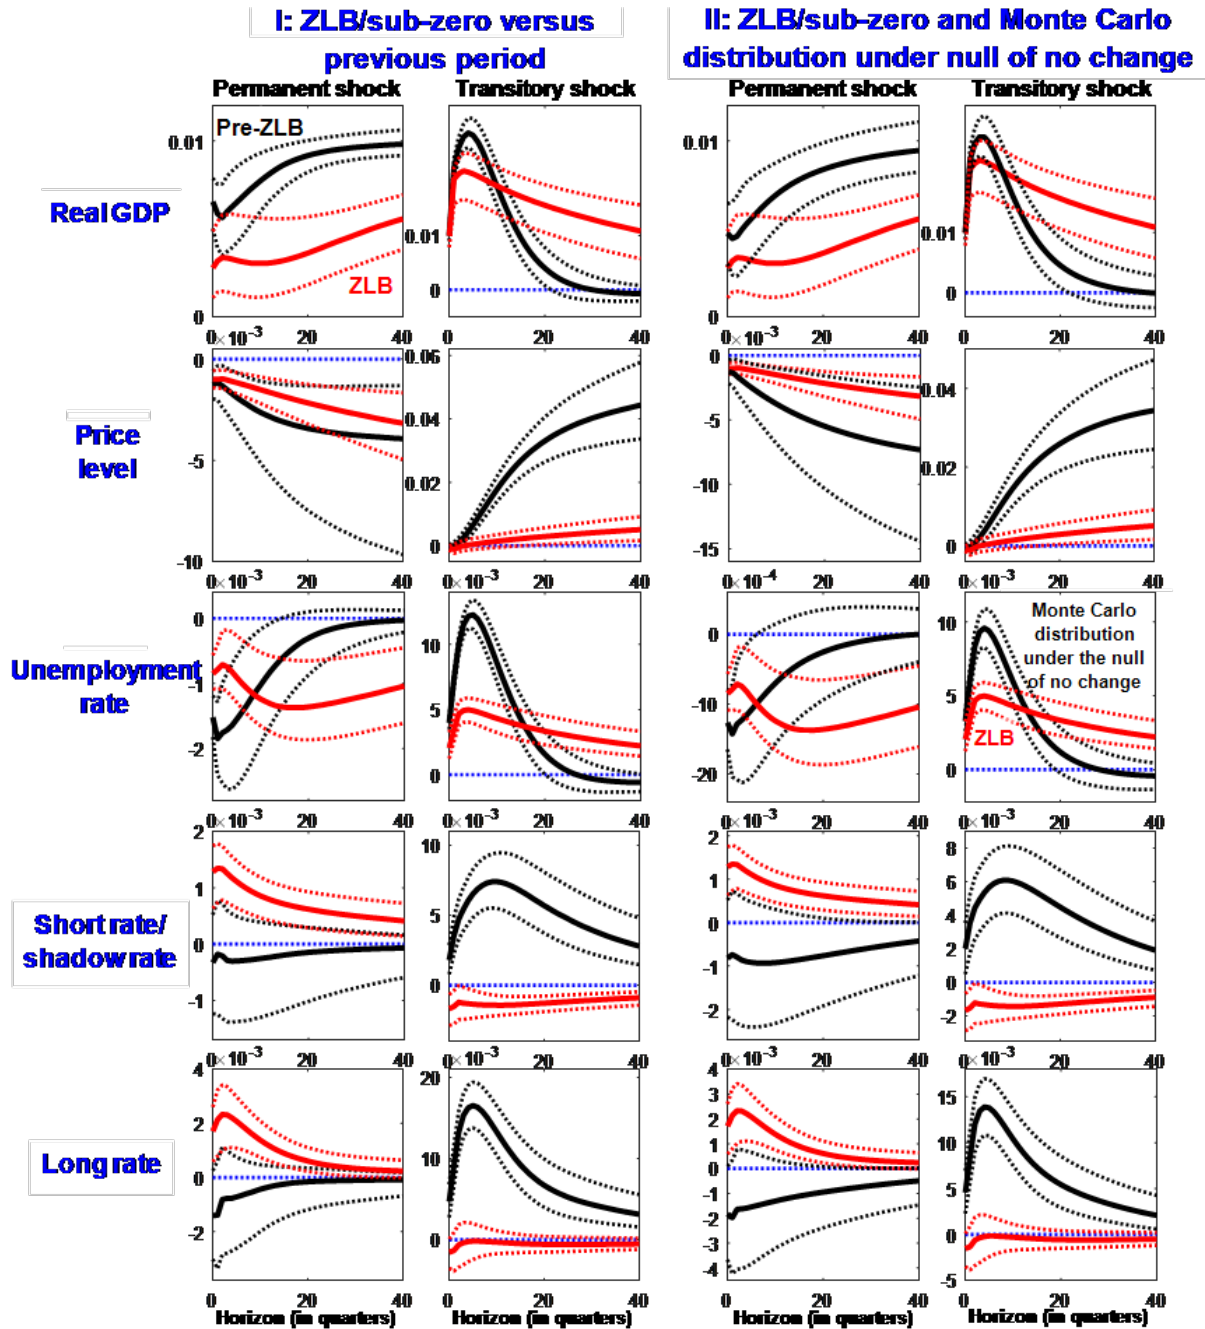 I: ZLB/sub-zero versus
previous period
II: ZLB/sub-zero and Monte Carlo
distribution under null of no change
Permanent shock
Transitory shock
Permanent shock
Transitory shock
Real GDP
Pre-ZLB
ZLB
0.01
0
0.01
0
0.01
0
0.01
0
0 20 40
0 20 40
0 20 40
0 20 40
Price
level
×10⁻³
0
-5
-10
0.06
0.04
0.02
0
×10⁻³
0
-5
-10
-15
0.04
0.02
0
0 20 40
0 20 40
0 20 40
0 20 40
Unemployment
rate
×10⁻³
0
-1
-2
×10⁻³
10
5
0
×10⁻⁴
0
-10
-20
×10⁻³
10
5
0
Monte Carlo
distribution
under the null
of no change
ZLB
0 20 40
0 20 40
0 20 40
0 20 40
Short rate/
shadow rate
×10⁻³
2
1
0
-1
×10⁻³
10
5
0
×10⁻³
2
1
0
-1
-2
×10⁻³
8
6
4
2
0
-2
0 20 40
0 20 40
0 20 40
0 20 40
Long rate
×10⁻³
4
2
0
-2
×10⁻³
20
10
0
×10⁻³
4
3
2
1
0
-1
-2
-3
-4
×10⁻³
15
10
5
0
-5
0 20 40
0 20 40
0 20 40
0 20 40
Horizon (in quarters)
Horizon (in quarters)